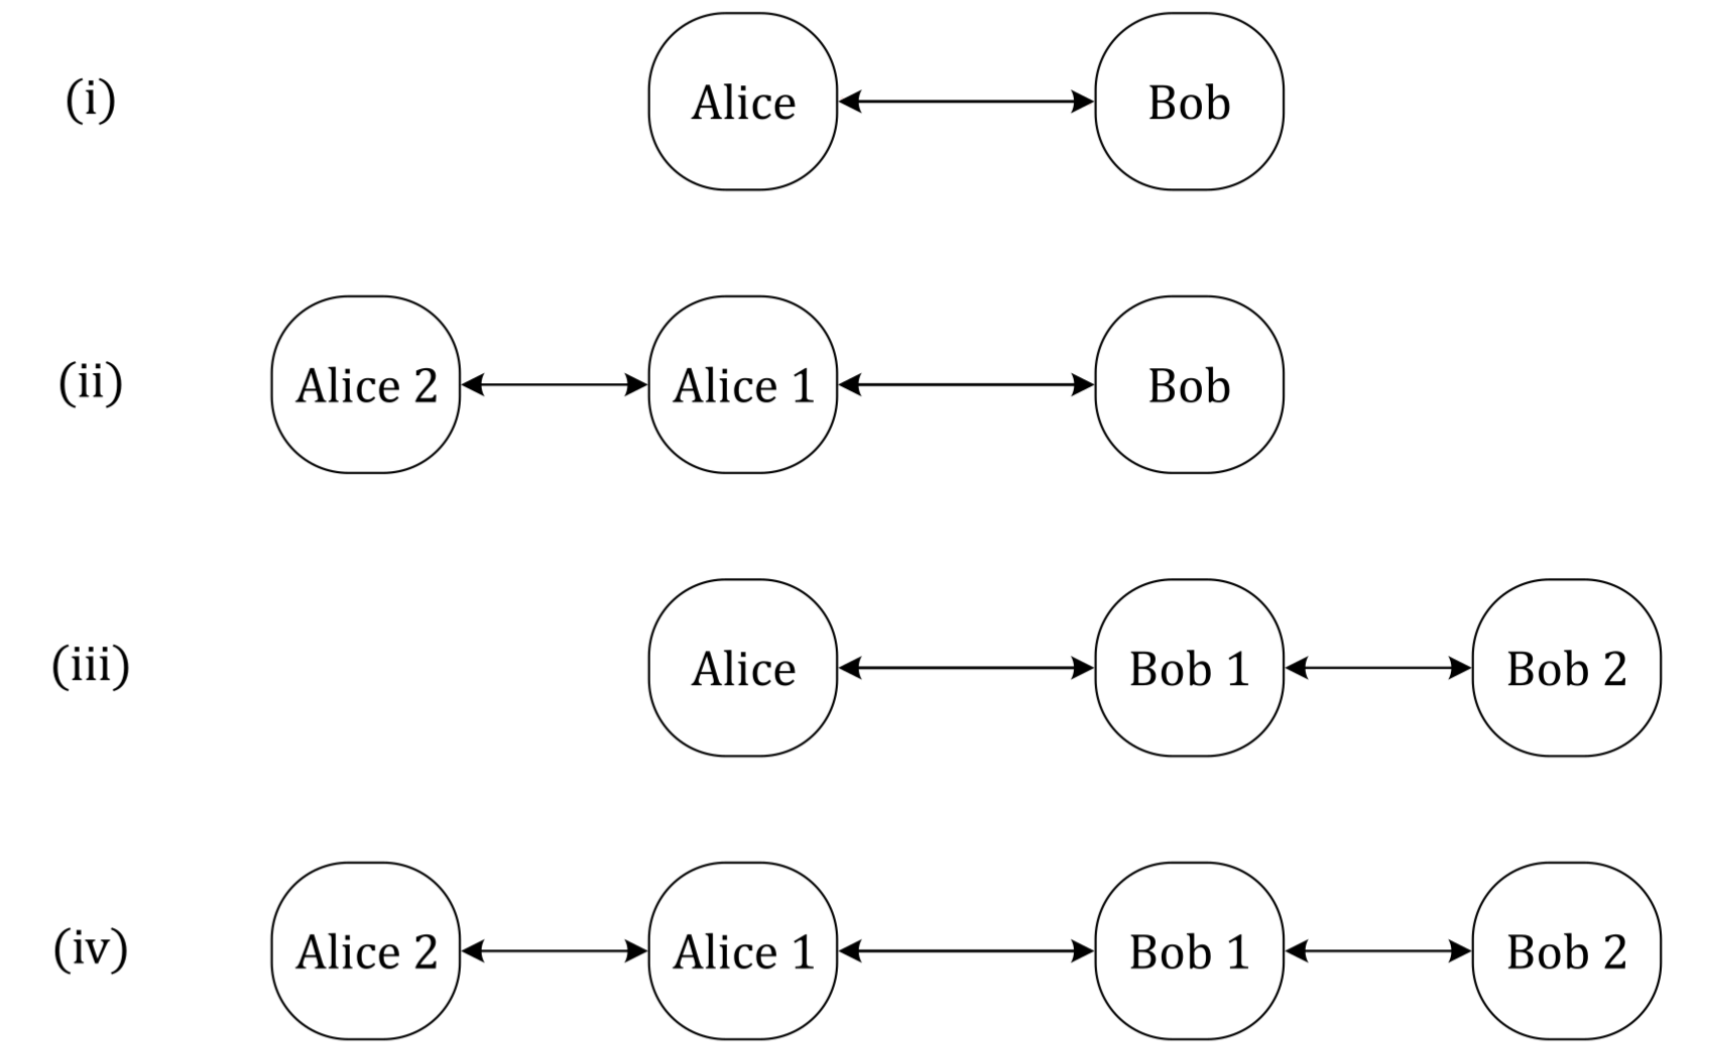 (i) Alice Bob
(ii) Alice 2 Alice 1 Bob
(iii) Alice Bob 1 Bob 2
(iv) Alice 2 Alice 1 Bob 1 Bob 2